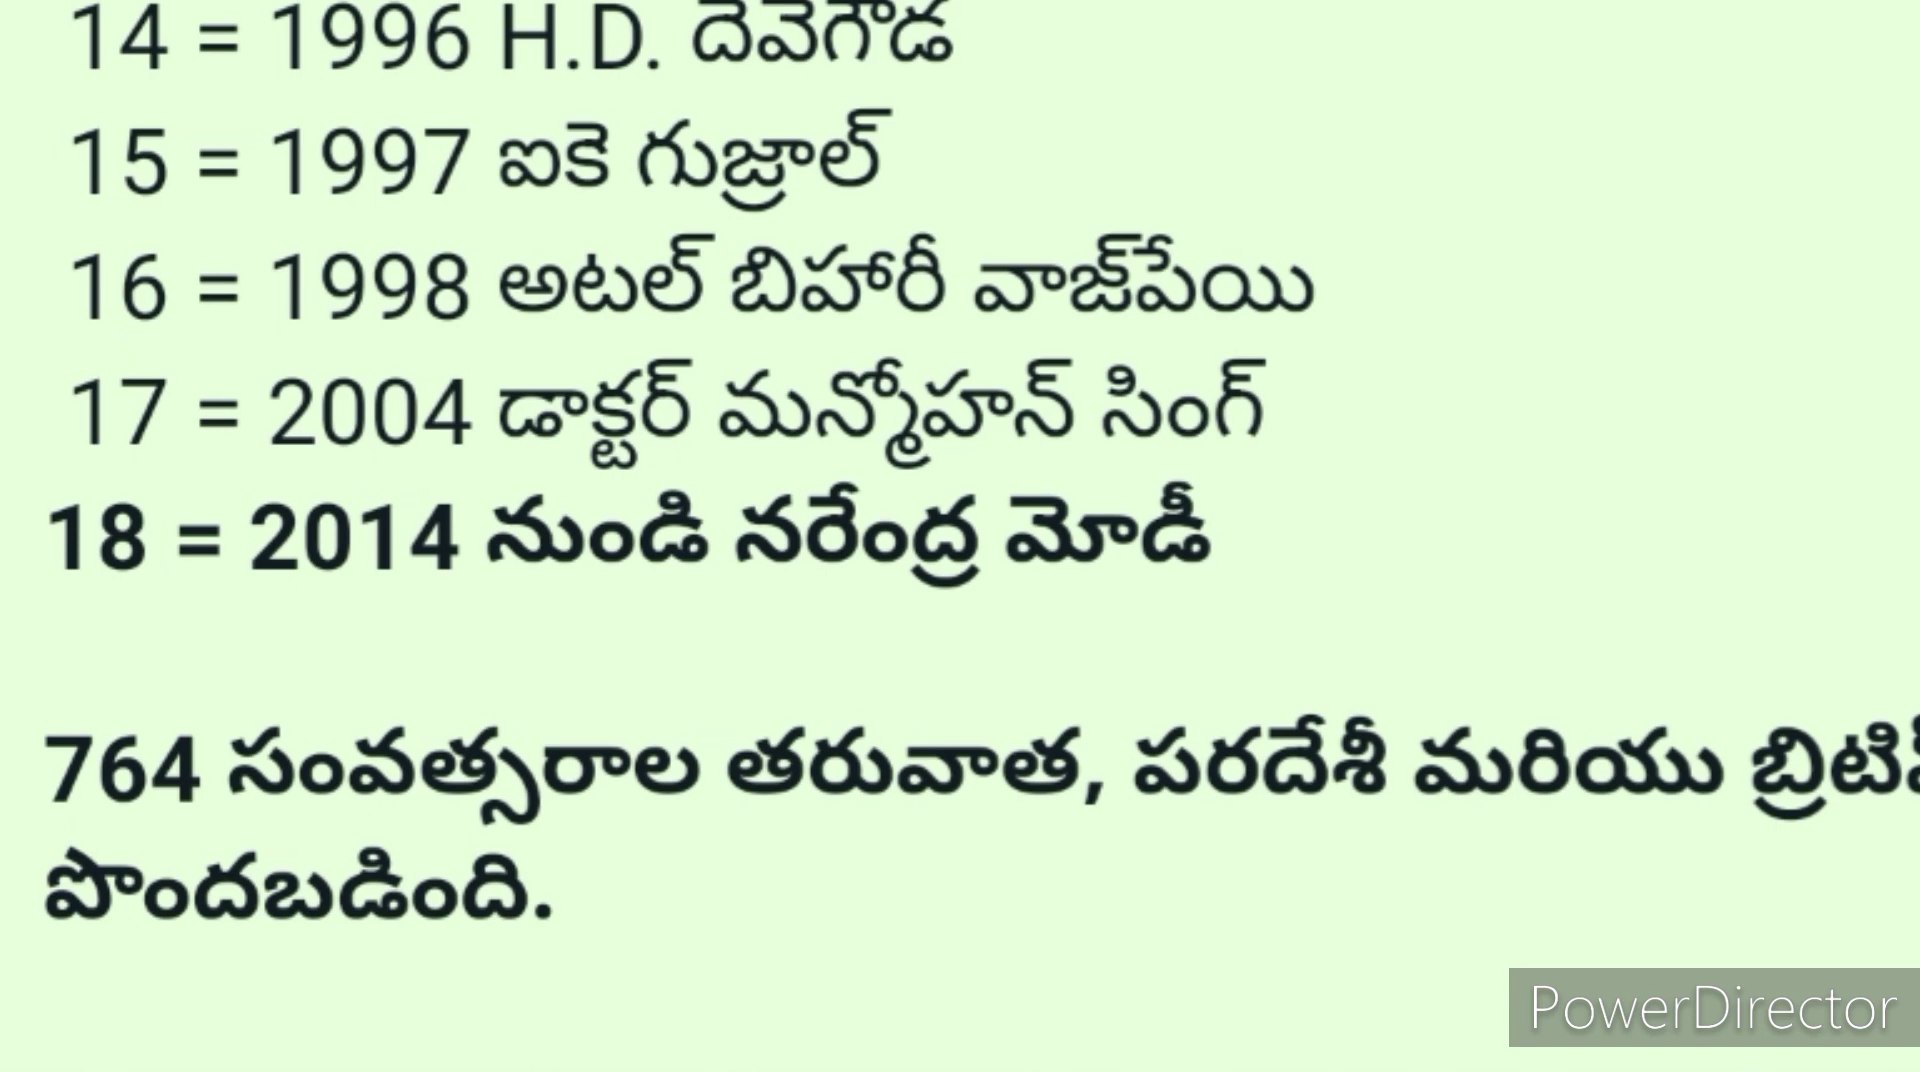 14 = 1996 H.D. దేవెగౌడ
15 = 1997 ఐకె గుజ్రాల్
16 = 1998 అటల్ బిహారీ వాజ్‌పేయి
17 = 2004 డాక్టర్ మన్మోహన్ సింగ్
18 = 2014 నుండి నరేంద్ర మోడీ
764 సంవత్సరాల తరువాత, పరదేశీ మరియు
పొందబడింది.
PowerDirector